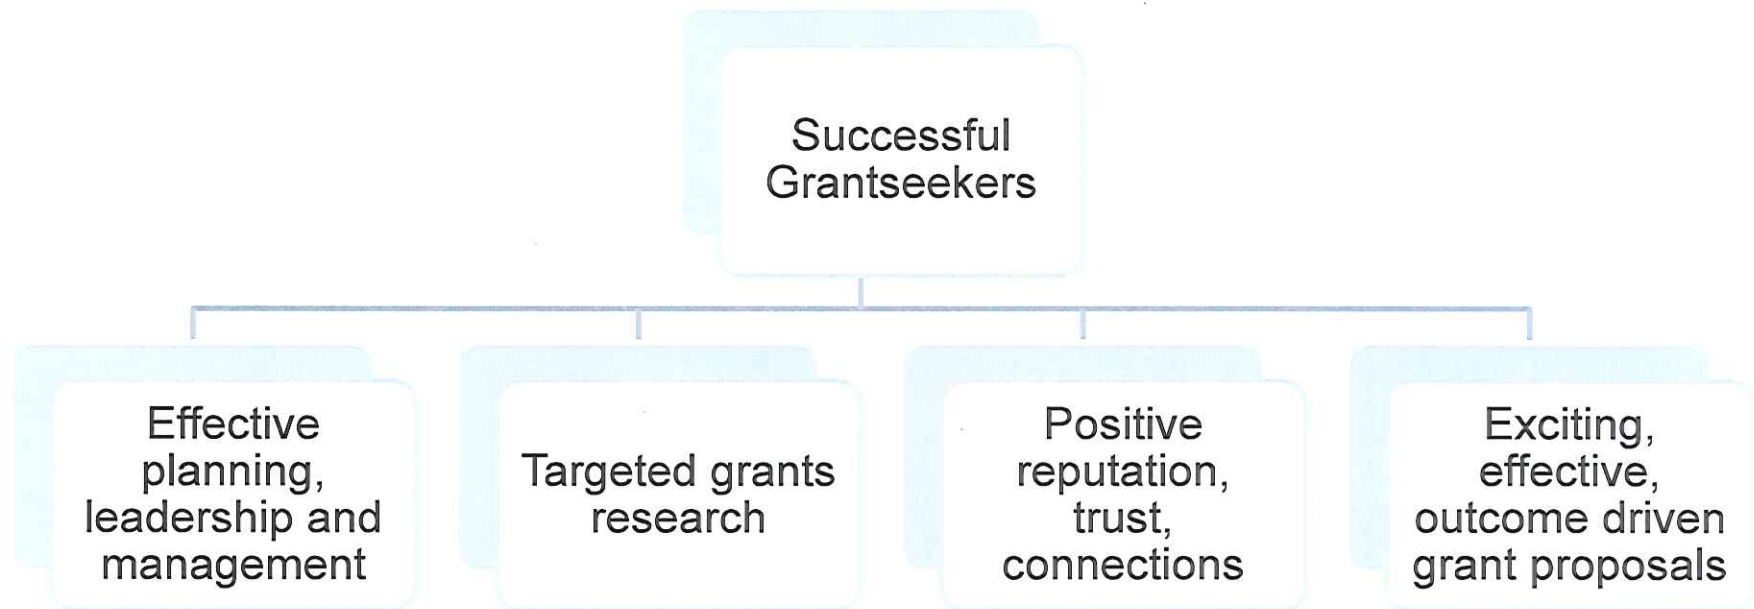 Successful
Grantseekers
Effective
planning,
leadership and
management
Targeted grants
research
Positive
reputation,
trust,
connections
Exciting,
effective,
outcome driven
grant proposals